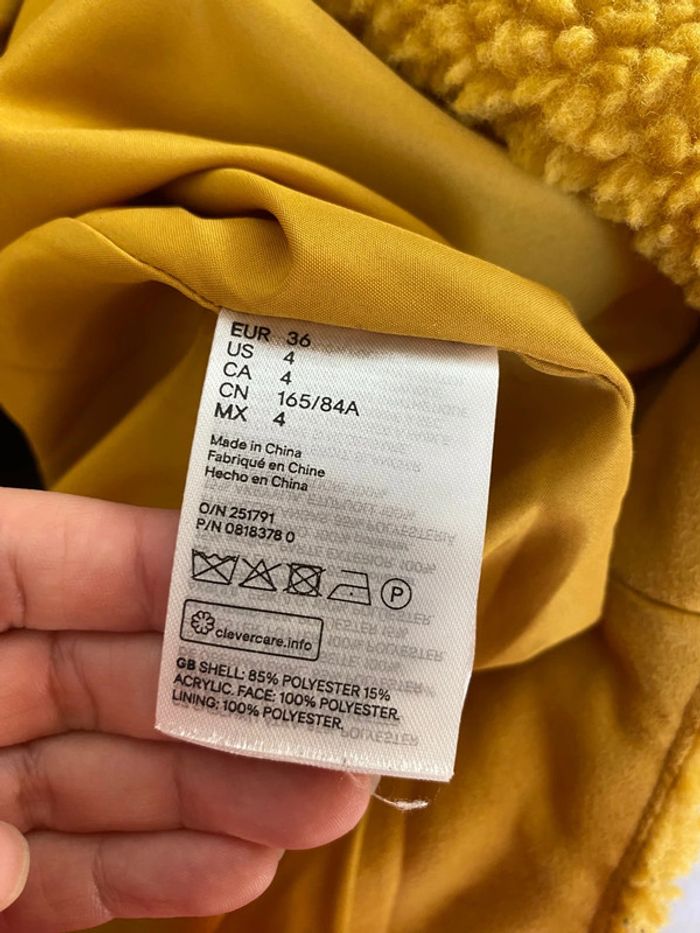 EUR 36
US 4
CA 4
CN 165/84A
MX 4
Made in China
Fabriqué en Chine
Hecho en China
O/N 251791
P/N 0818378 0
P
clevercare.info
GB SHELL: 85% POLYESTER 15%
ACRYLIC. FACE: 100% POLYESTER.
LINING: 100% POLYESTER.